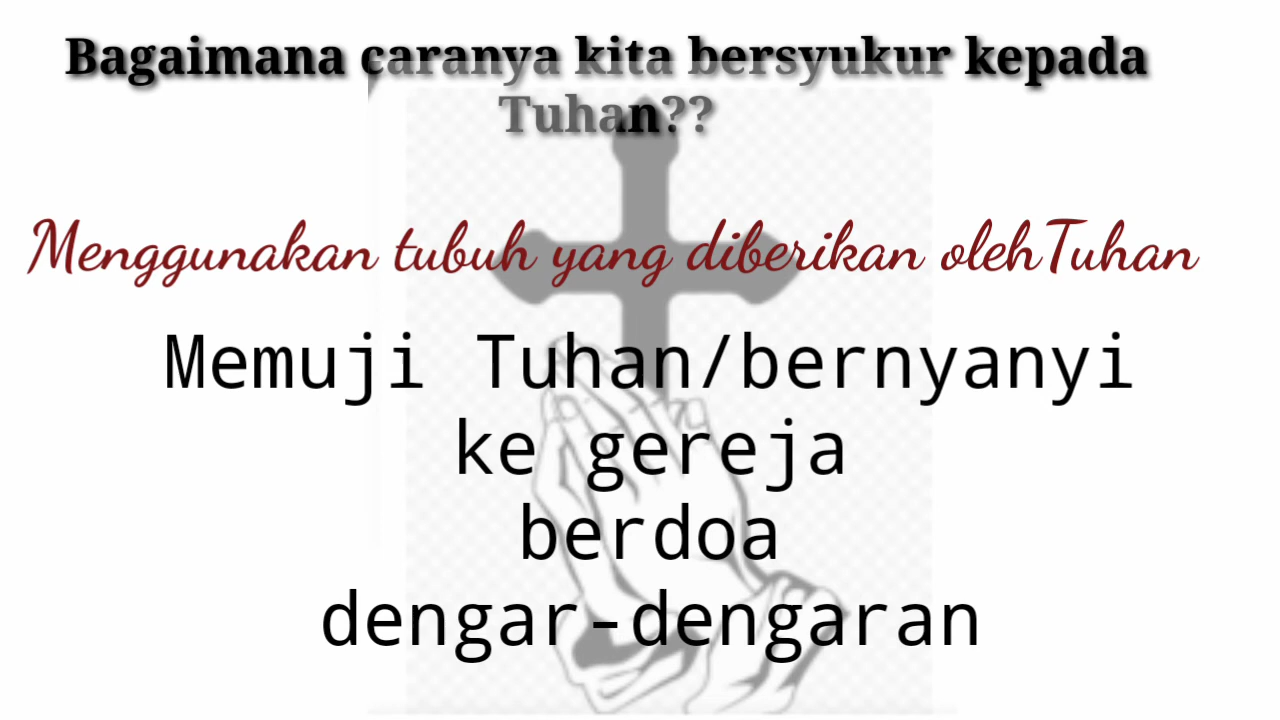 Bagaimana caranya kita bersyukur kepada
Tuhan??
Menggunakan tubuh yang diberikan olehTuhan
Memuji Tuhan/bernyanyi
ke gereja
berdoa
dengar-dengaran